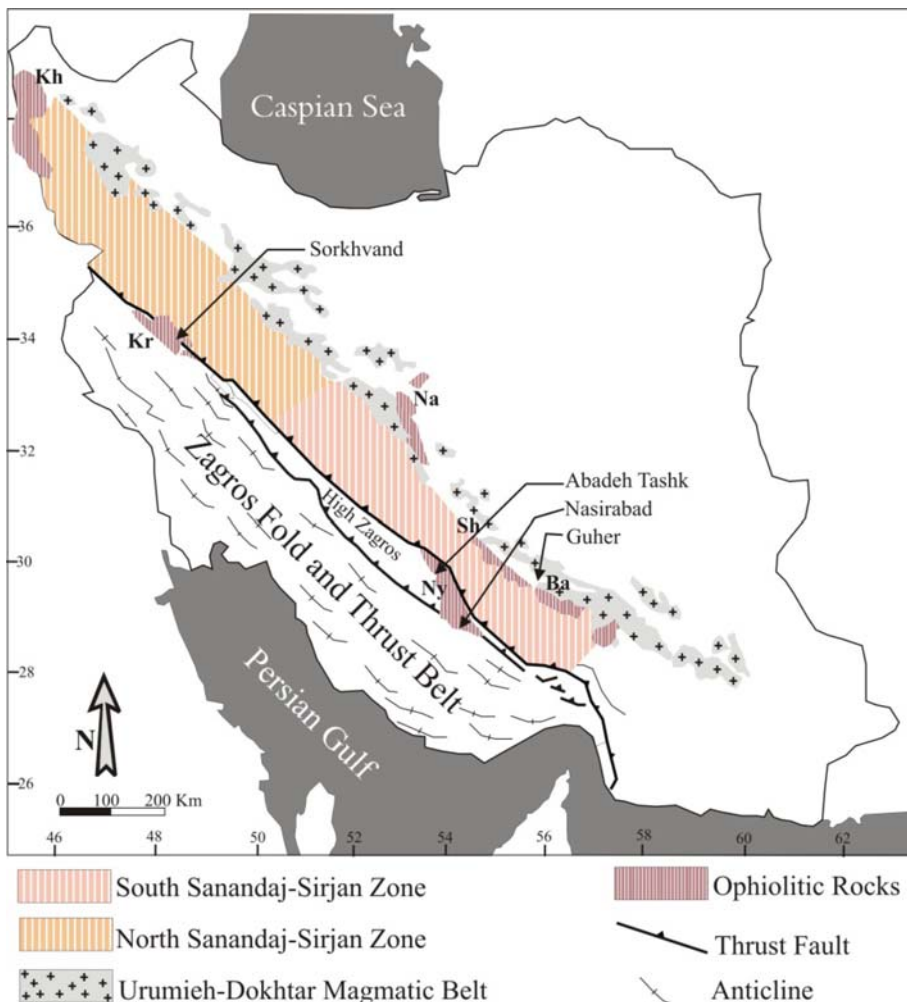 Caspian Sea
Kh
36
Sorkhvand
34
Kr
Na
32
Zagros Fold and Thrust Belt
High Zagros
Abadeh Tashk
Nasirabad
Guher
Sh
30
Ny
Ba
28
Persian Gulf
N
26
0 100 200 Km
46 48 50 52 54 56 58 60 62
South Sanandaj-Sirjan Zone
North Sanandaj-Sirjan Zone
Urumieh-Dokhtar Magmatic Belt
Ophiolitic Rocks
Thrust Fault
Anticline